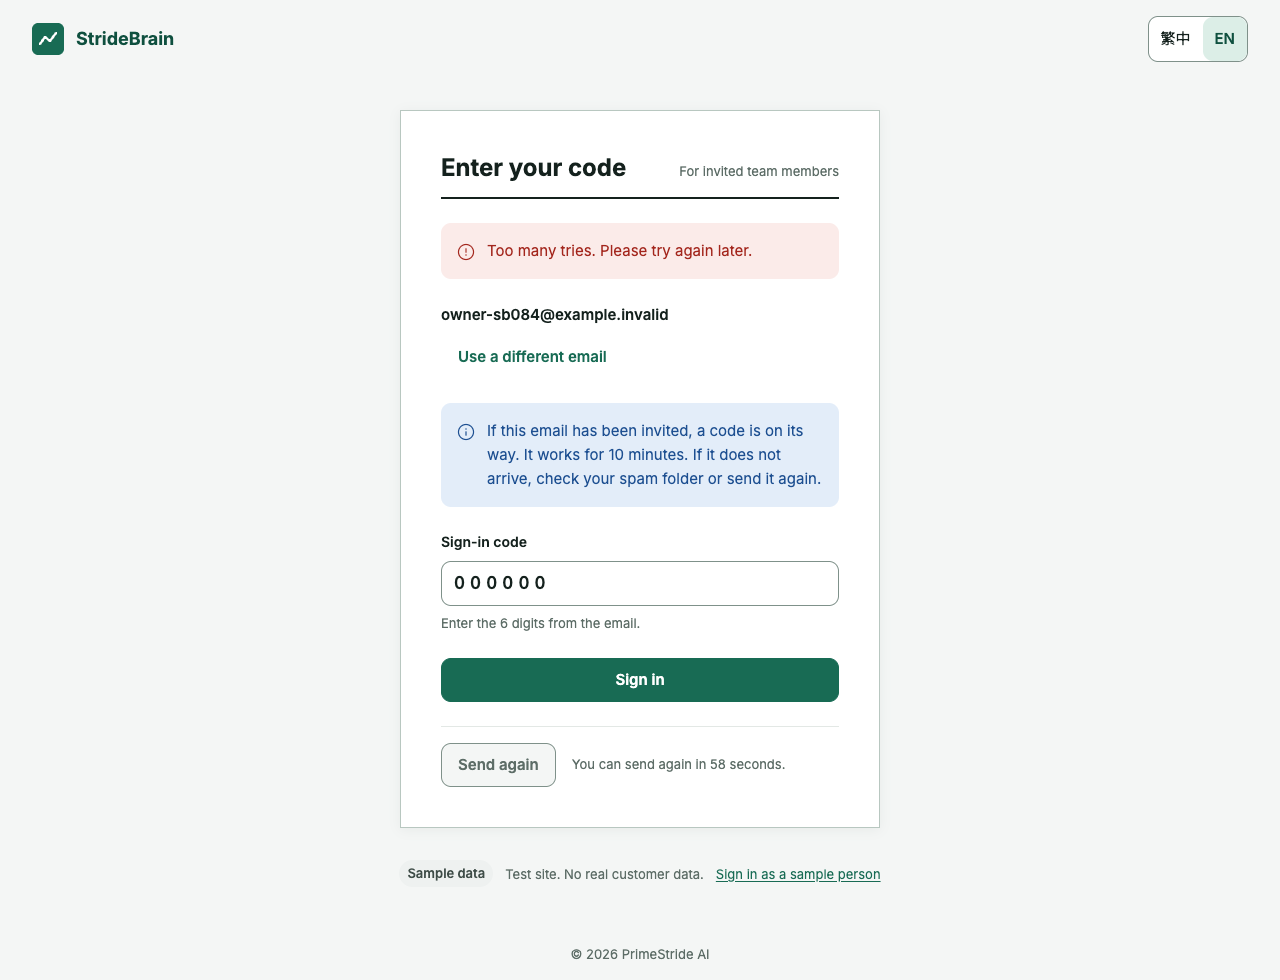 StrideBrain
繁中 EN
Enter your code
For invited team members
Too many tries. Please try again later.
owner-sb084@example.invalid
Use a different email
If this email has been invited, a code is on its
way. It works for 10 minutes. If it does not
arrive, check your spam folder or send it again.
Sign-in code
000000
Enter the 6 digits from the email.
Sign in
Send again
You can send again in 58 seconds.
Sample data
Test site. No real customer data.
Sign in as a sample person
© 2026 PrimeStride AI